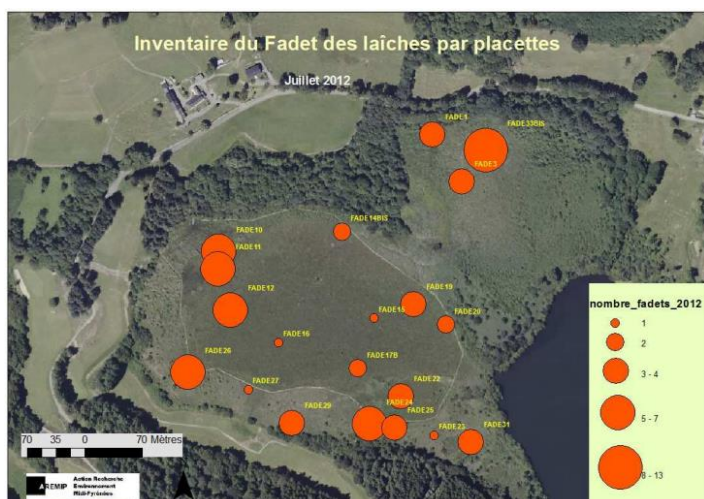 Inventaire du Fadet des laîches par placettes
Juillet 2012
FADE33BIS
FADE3
FADE14BIS
FADE10
FADE11
FADE12
FADE19
FADE20
FADE16
FADE17B
FADE26
FADE27
FADE22
FADE24
FADE25
FADE29
FADE23
FADE31
nombre_fadets_2012
1
2
3 - 4
5 - 7
8 - 13
70 35 0 70 Mètres
AREMIP
Action Recherche
Environnement
Midi-Pyrénées